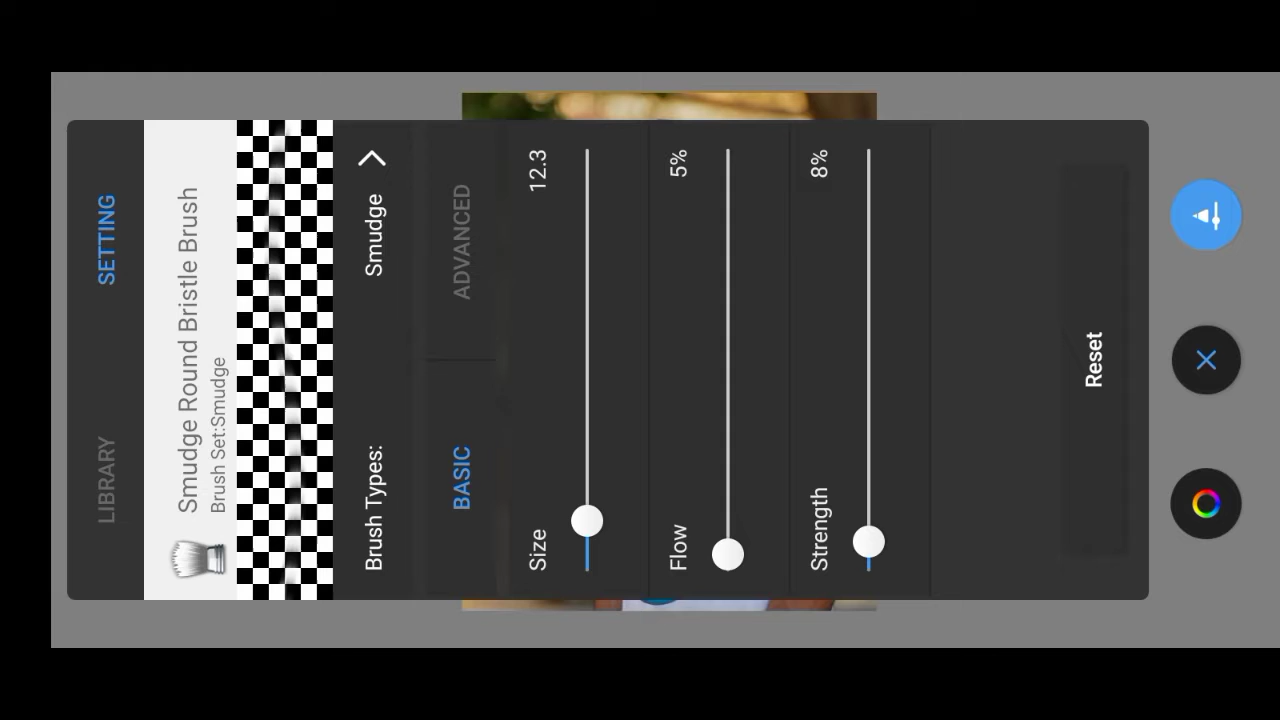 LIBRARY SETTING
Smudge Round Bristle Brush
Brush Set:Smudge
Brush Types: Smudge
BASIC ADVANCED
Size 12.3
Flow 5%
Strength 8%
Reset